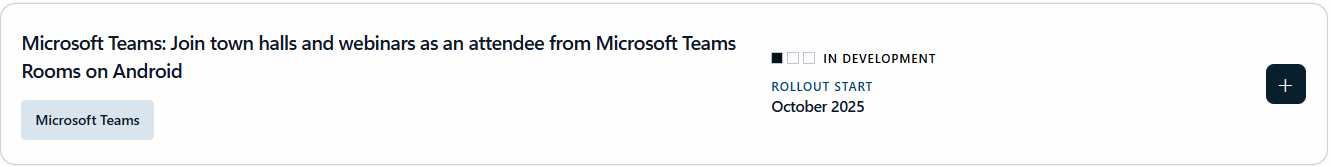 Microsoft Teams: Join town halls and webinars as an attendee from Microsoft Teams
Rooms on Android
Microsoft Teams
IN DEVELOPMENT
ROLLOUT START
October 2025